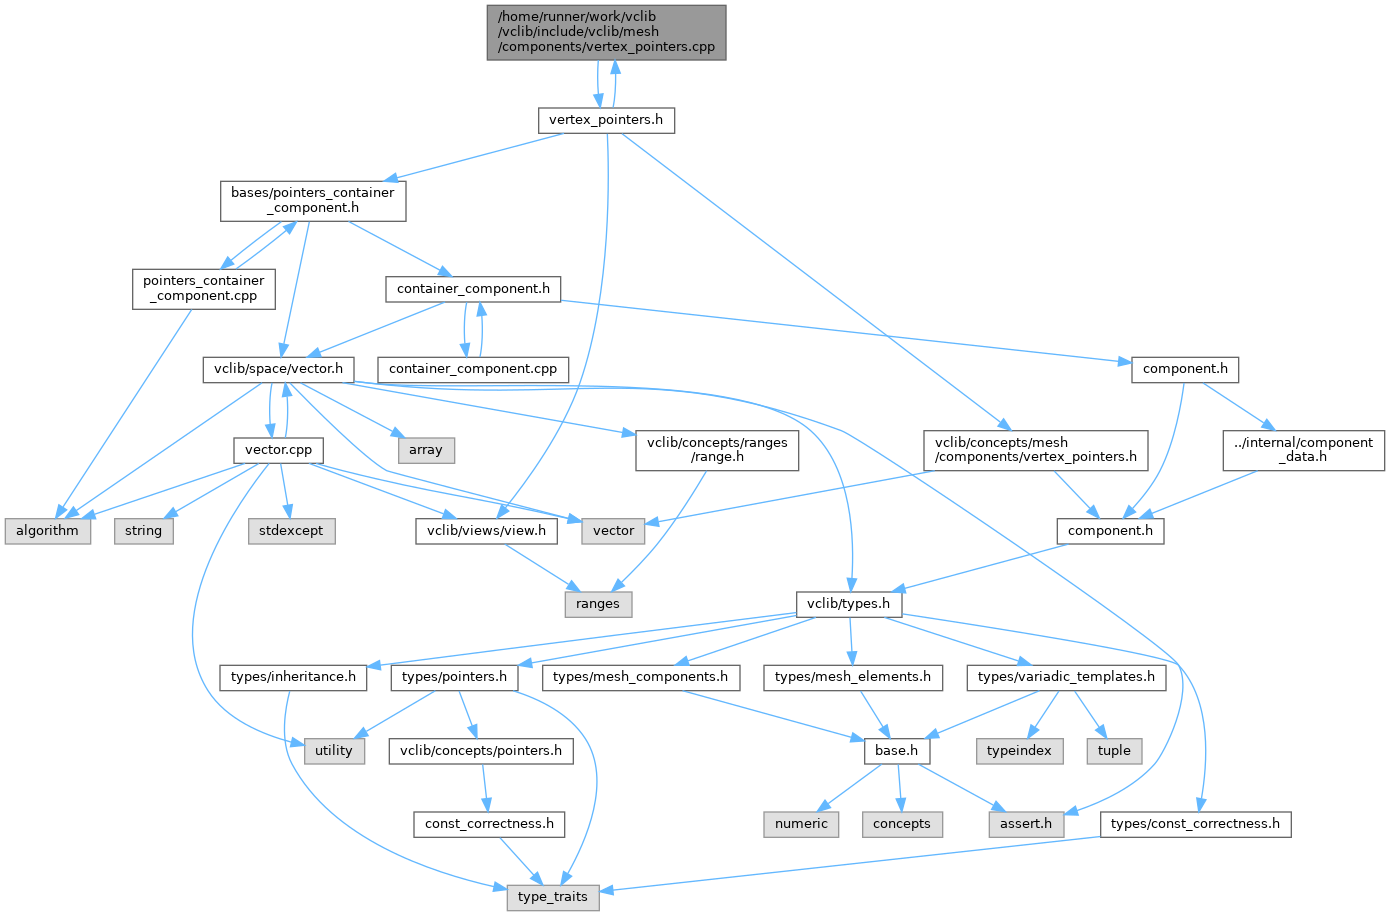 /home/runner/work/vclib
/vclib/include/vclib/mesh
/components/vertex_pointers.cpp
vertex_pointers.h
bases/pointers_container
_component.h
pointers_container
_component.cpp
container_component.h
vclib/space/vector.h
container_component.cpp
component.h
vector.cpp
array
vclib/concepts/ranges
/range.h
vclib/concepts/mesh
/components/vertex_pointers.h
../internal/component
_data.h
algorithm
string
stdexcept
vclib/views/view.h
vector
component.h
ranges
vclib/types.h
types/inheritance.h
types/pointers.h
types/mesh_components.h
types/mesh_elements.h
types/variadic_templates.h
utility
vclib/concepts/pointers.h
base.h
typeindex
tuple
const_correctness.h
numeric
concepts
assert.h
types/const_correctness.h
type_traits